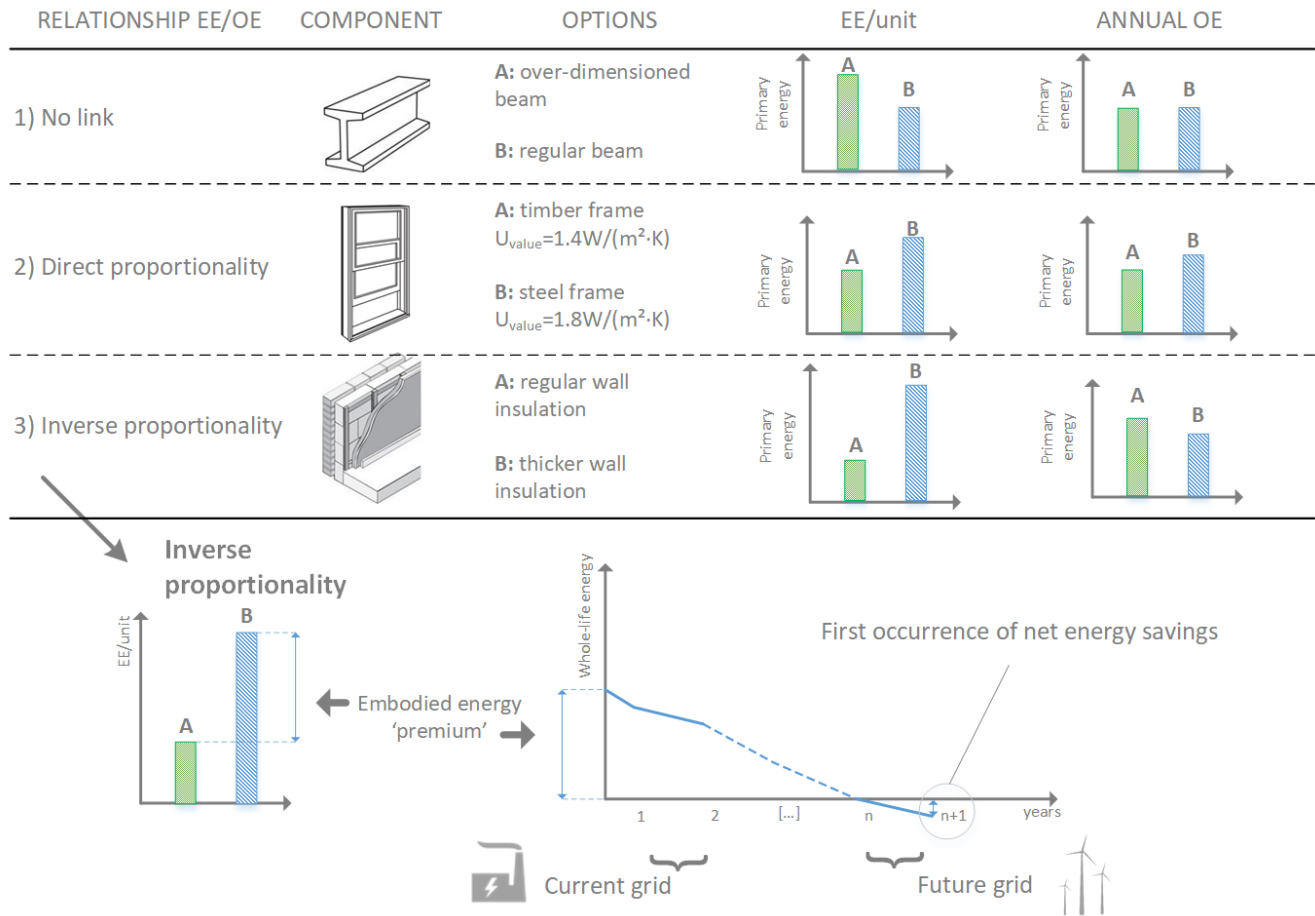 RELATIONSHIP EE/OE COMPONENT OPTIONS EE/unit ANNUAL OE
1) No link
A: over-dimensioned
beam
B: regular beam
Primary
energy
A
B
Primary
energy
A
B
2) Direct proportionality
A: timber frame
Uvalue=1.4W/(m²·K)
B: steel frame
Uvalue=1.8W/(m²·K)
Primary
energy
A
B
Primary
energy
A
B
3) Inverse proportionality
A: regular wall
insulation
B: thicker wall
insulation
Primary
energy
A
B
Primary
energy
A
B
Inverse
proportionality
EE/unit
A
B
Embodied energy
‘premium’
Whole-life energy
First occurrence of net energy savings
1 2 [...] n n+1 years
Current grid
Future grid